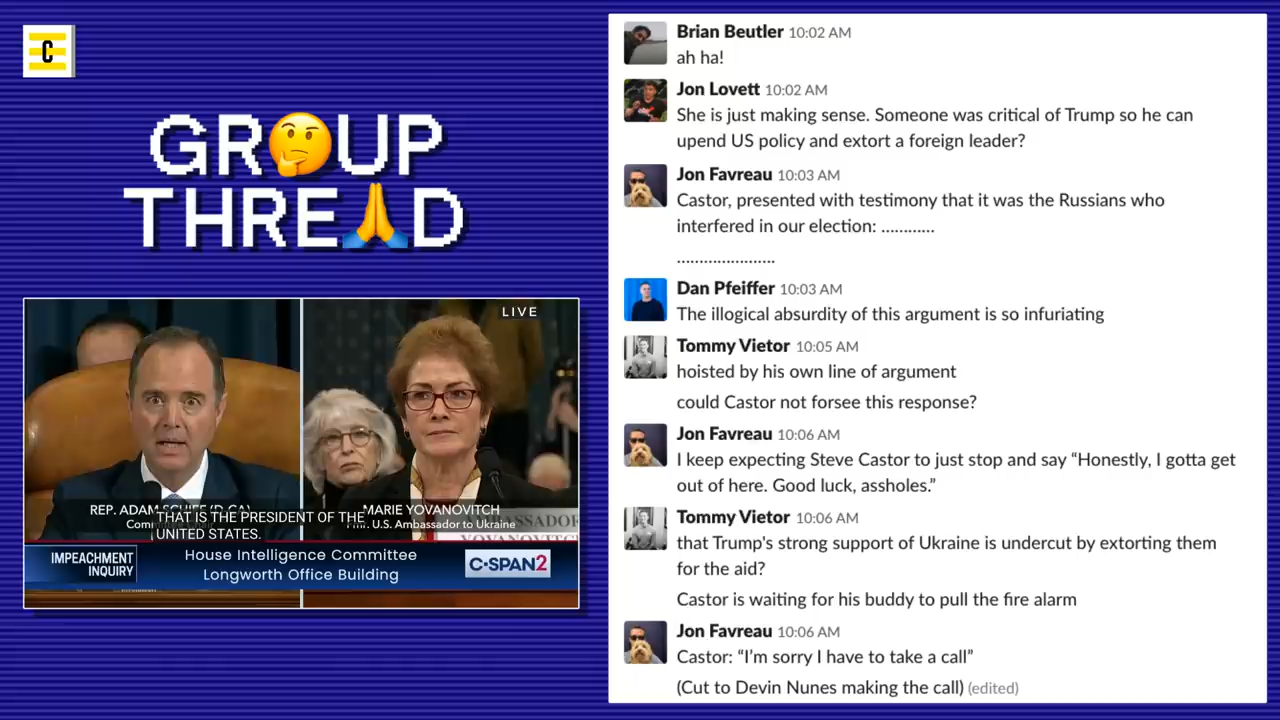 C
GR🤔UP
THRE🙏D
LIVE
REP. ADAM SCHIFF (D-CA)
THAT IS THE PRESIDENT OF THE
UNITED STATES.
MARIE YOVANOVITCH
U.S. Ambassador to Ukraine
IMPEACHMENT
INQUIRY
House Intelligence Committee
Longworth Office Building
C-SPAN2
Brian Beutler 10:02 AM
ah ha!
Jon Lovett 10:02 AM
She is just making sense. Someone was critical of Trump so he can
upend US policy and extort a foreign leader?
Jon Favreau 10:03 AM
Castor, presented with testimony that it was the Russians who
interfered in our election: ............
......................
Dan Pfeiffer 10:03 AM
The illogical absurdity of this argument is so infuriating
Tommy Vietor 10:05 AM
hoisted by his own line of argument
could Castor not forsee this response?
Jon Favreau 10:06 AM
I keep expecting Steve Castor to just stop and say “Honestly, I gotta get
out of here. Good luck, assholes.”
Tommy Vietor 10:06 AM
that Trump's strong support of Ukraine is undercut by extorting them
for the aid?
Castor is waiting for his buddy to pull the fire alarm
Jon Favreau 10:06 AM
Castor: “I’m sorry I have to take a call”
(Cut to Devin Nunes making the call) (edited)